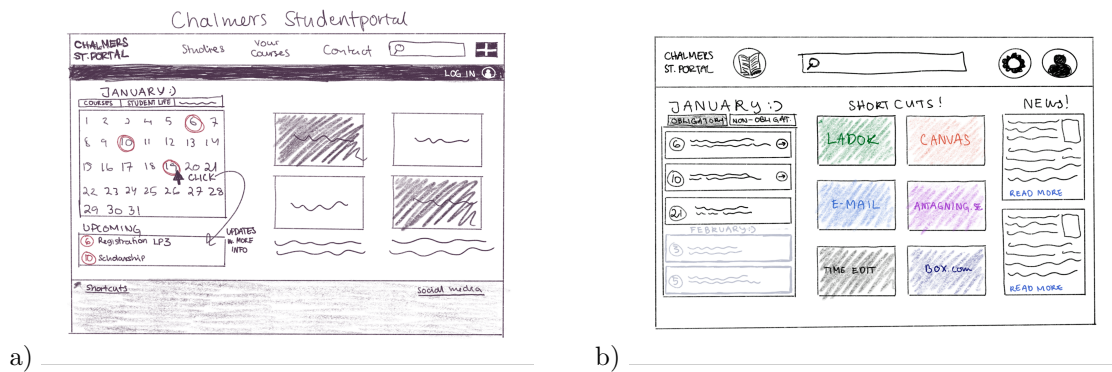 Chalmers Studentportal
CHALMERS
ST. PORTAL
Studies
Your
Courses
Contact
LOG IN
JANUARY :)
COURSES
STUDENT LIFE
1 2 3 4 5 6 7
8 9 10 11 12 13 14
15 16 17 18 19 20 21
CLICK
22 23 24 25 26 27 28
29 30 31
UPCOMING
6 Registration LP3
10 Scholarship
UPDATES
W. MORE
INFO
Shortcuts
Social media
a)
CHALMERS
ST. PORTAL
JANUARY :)
OBLIGATORY
NON-OBLIGAT.
6
10
21
FEBRUARY :)
3
5
SHORTCUTS!
LADOK
CANVAS
E-MAIL
ANTAGNING.SE
TIME EDIT
BOX.com
NEWS!
READ MORE
READ MORE
b)